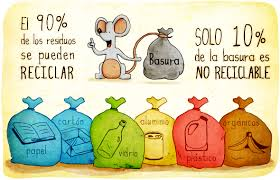 El 90%
de los residuos
se pueden
RECICLAR
Basura
SOLO 10%
de la basura es
NO RECICLABLE
papel
cartón
vidrio
aluminio
plástico
orgánicos